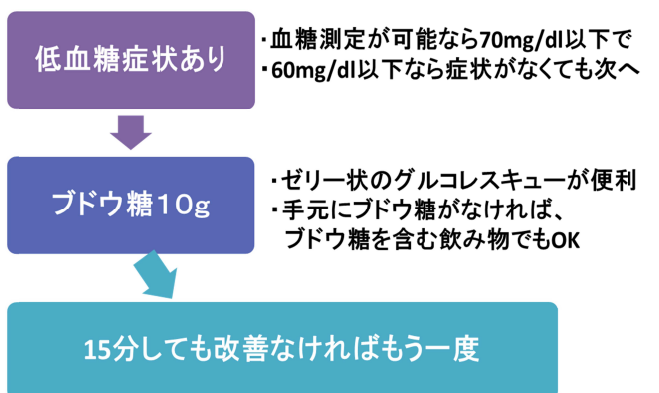 低血糖症状あり
・血糖測定が可能なら70mg/dl以下で
・60mg/dl以下なら症状がなくても次へ
ブドウ糖１０g
・ゼリー状のグルコレスキューが便利
・手元にブドウ糖がなければ、
ブドウ糖を含む飲み物でもOK
15分しても改善なければもう一度